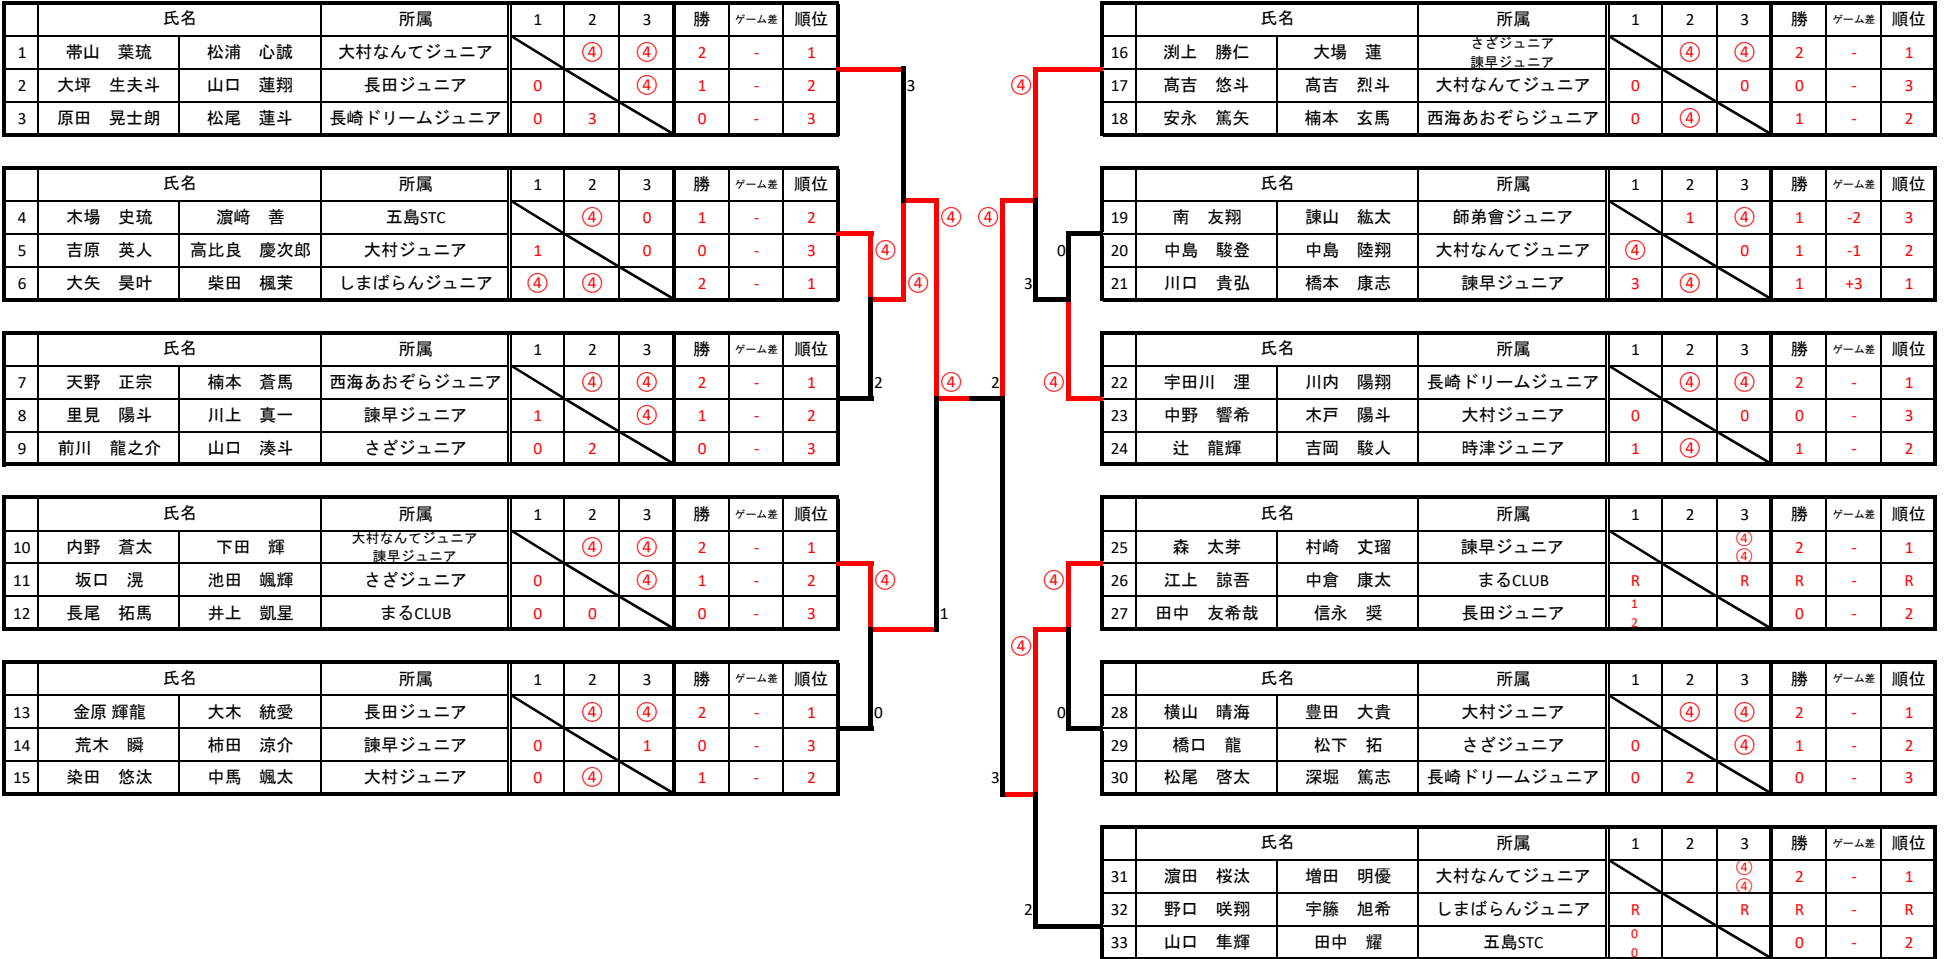 氏名 所属 1 2 3 勝 ゲーム差 順位
1 帯山 葉琉 松浦 心誠 大村なんてジュニア ④ ④ 2 - 1
2 大坪 生夫斗 山口 蓮翔 長田ジュニア 0 ④ 1 - 2
3 原田 晃士朗 松尾 蓮斗 長崎ドリームジュニア 0 3 0 - 3
氏名 所属 1 2 3 勝 ゲーム差 順位
4 木場 史琉 濵﨑 善 五島STC ④ 0 1 - 2
5 吉原 英人 高比良 慶次郎 大村ジュニア 1 0 0 - 3
6 大矢 昊叶 柴田 楓茉 しまばらんジュニア ④ ④ 2 - 1
氏名 所属 1 2 3 勝 ゲーム差 順位
7 天野 正宗 楠本 蒼馬 西海あおぞらジュニア ④ ④ 2 - 1
8 里見 陽斗 川上 真一 諫早ジュニア 1 ④ 1 - 2
9 前川 龍之介 山口 湊斗 さざジュニア 0 2 0 - 3
氏名 所属 1 2 3 勝 ゲーム差 順位
10 内野 蒼太 下田 輝 大村なんてジュニア 諫早ジュニア ④ ④ 2 - 1
11 坂口 滉 池田 颯輝 さざジュニア 0 ④ 1 - 2
12 長尾 拓馬 井上 凱星 まるCLUB 0 0 0 - 3
氏名 所属 1 2 3 勝 ゲーム差 順位
13 金原 輝龍 大木 統愛 長田ジュニア ④ ④ 2 - 1
14 荒木 瞬 柿田 涼介 諫早ジュニア 0 1 0 - 3
15 染田 悠汰 中馬 颯太 大村ジュニア 0 ④ 1 - 2
3
④
④
2
④
④
④
0
1
④
④
2
④
3
0
④
④
④
0
3
2
氏名 所属 1 2 3 勝 ゲーム差 順位
16 渕上 勝仁 大場 蓮 さざジュニア 諫早ジュニア ④ ④ 2 - 1
17 髙吉 悠斗 髙吉 烈斗 大村なんてジュニア 0 0 0 - 3
18 安永 篤矢 楠本 玄馬 西海あおぞらジュニア 0 ④ 1 - 2
氏名 所属 1 2 3 勝 ゲーム差 順位
19 南 友翔 諫山 紘太 師弟會ジュニア 1 ④ 1 -2 3
20 中島 駿登 中島 陸翔 大村なんてジュニア ④ 0 1 -1 2
21 川口 貴弘 橋本 康志 諫早ジュニア 3 ④ 1 +3 1
氏名 所属 1 2 3 勝 ゲーム差 順位
22 宇田川 浬 川内 陽翔 長崎ドリームジュニア ④ ④ 2 - 1
23 中野 響希 木戸 陽斗 大村ジュニア 0 0 0 - 3
24 辻 龍輝 吉岡 駿人 時津ジュニア 1 ④ 1 - 2
氏名 所属 1 2 3 勝 ゲーム差 順位
25 森 太芽 村崎 丈瑠 諫早ジュニア ④ ④ 2 - 1
26 江上 諒吾 中倉 康太 まるCLUB R R R - R
27 田中 友希哉 信永 奨 長田ジュニア 1 2 0 - 2
氏名 所属 1 2 3 勝 ゲーム差 順位
28 横山 晴海 豊田 大貴 大村ジュニア ④ ④ 2 - 1
29 橋口 龍 松下 拓 さざジュニア 0 ④ 1 - 2
30 松尾 啓太 深堀 篤志 長崎ドリームジュニア 0 2 0 - 3
氏名 所属 1 2 3 勝 ゲーム差 順位
31 濵田 桜汰 増田 明優 大村なんてジュニア ④ ④ 2 - 1
32 野口 咲翔 宇藤 旭希 しまばらんジュニア R R R - R
33 山口 隼輝 田中 耀 五島STC 0 0 0 - 2